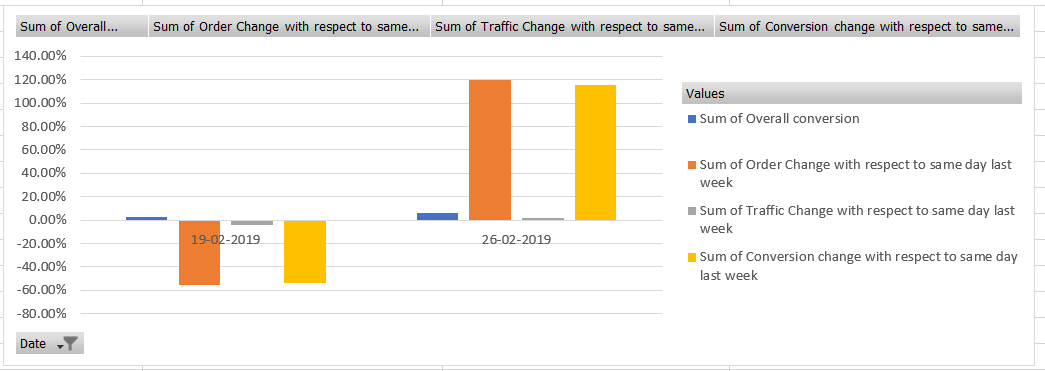 Sum of Overall...
Sum of Order Change with respect to same...
Sum of Traffic Change with respect to same...
Sum of Conversion change with respect to same...
140.00%
120.00%
100.00%
80.00%
60.00%
40.00%
20.00%
0.00%
-20.00%
-40.00%
-60.00%
-80.00%
19-02-2019
26-02-2019
Values
Sum of Overall conversion
Sum of Order Change with respect to same day last
week
Sum of Traffic Change with respect to same day last
week
Sum of Conversion change with respect to same day
last week
Date